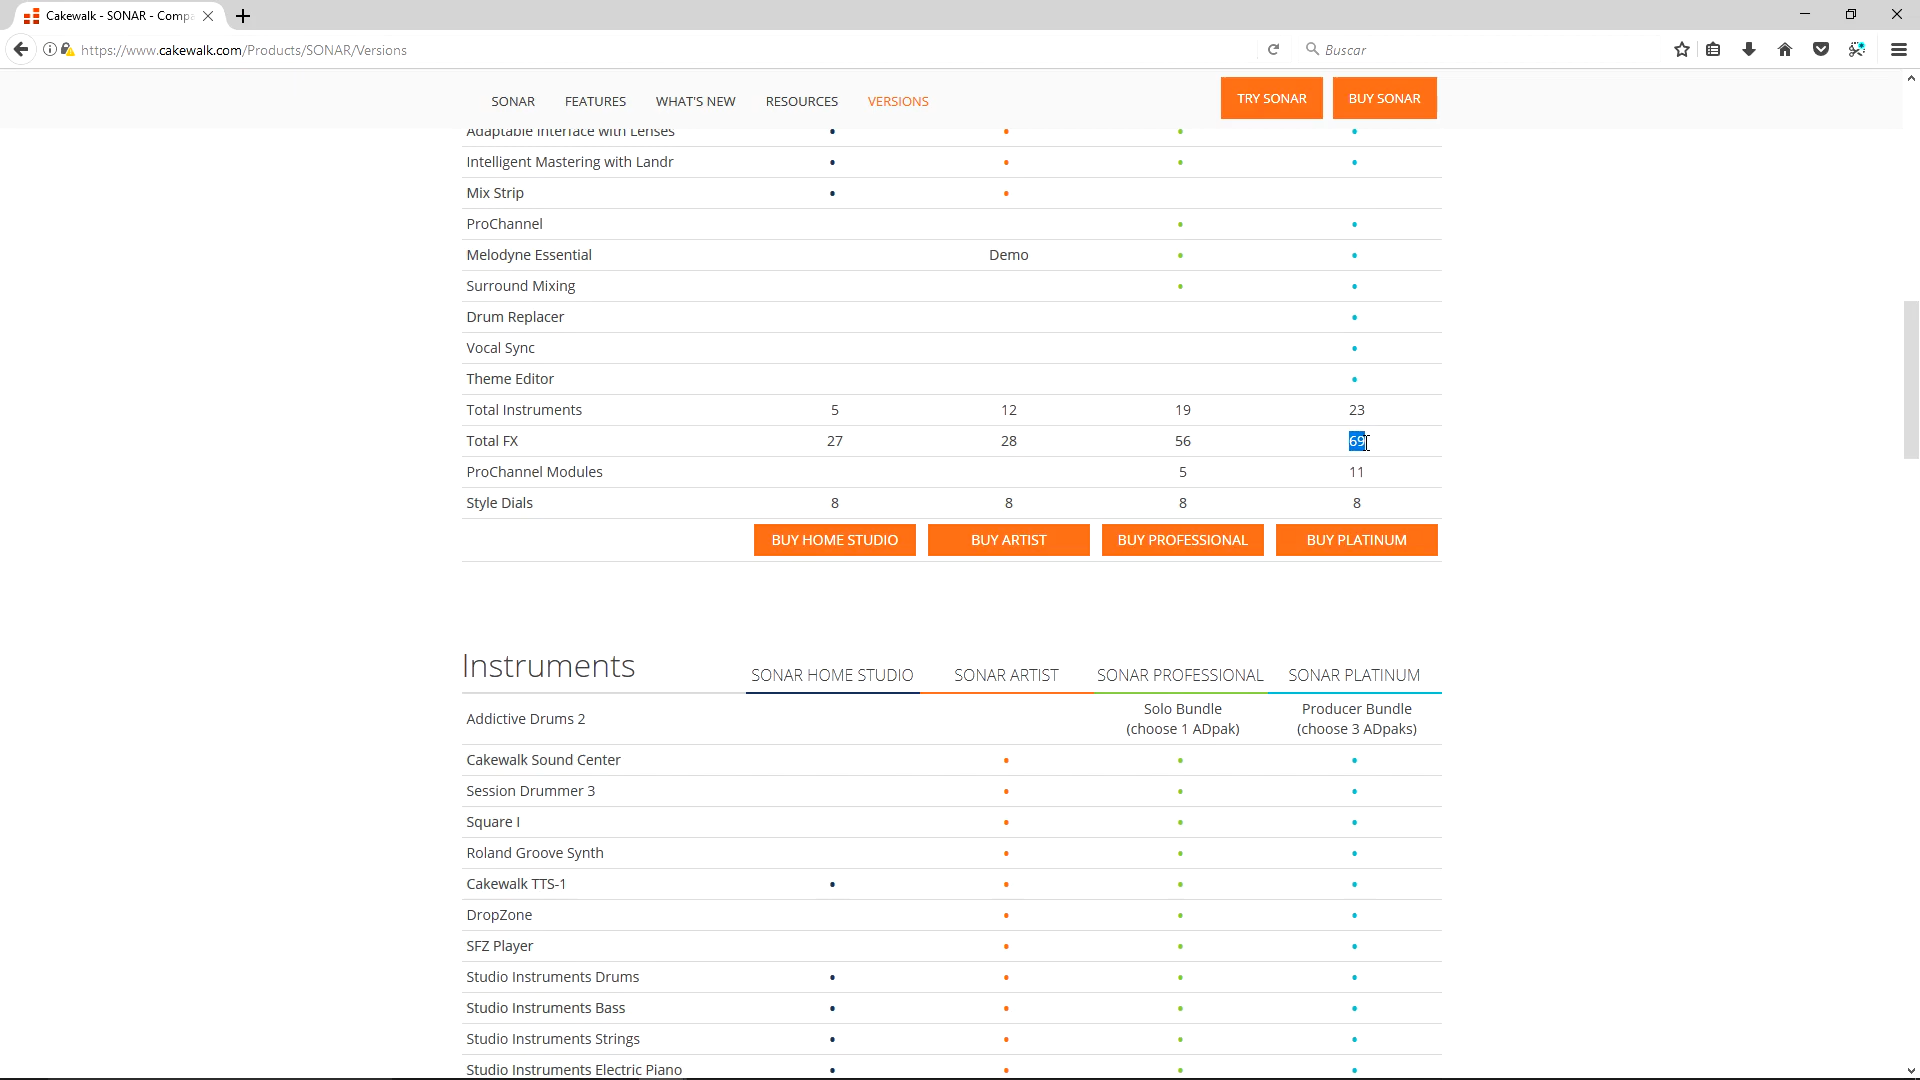 Cakewalk - SONAR - Comp
https://www.cakewalk.com/Products/SONAR/Versions
Buscar
SONAR FEATURES WHAT'S NEW RESOURCES VERSIONS TRY SONAR BUY SONAR
Adaptable Interface with Lenses • • • •
Intelligent Mastering with Landr • • • •
Mix Strip • •
ProChannel • •
Melodyne Essential Demo • •
Surround Mixing • •
Drum Replacer •
Vocal Sync •
Theme Editor •
Total Instruments 5 12 19 23
Total FX 27 28 56 69
ProChannel Modules 5 11
Style Dials 8 8 8 8
BUY HOME STUDIO BUY ARTIST BUY PROFESSIONAL BUY PLATINUM
Instruments SONAR HOME STUDIO SONAR ARTIST SONAR PROFESSIONAL SONAR PLATINUM
Addictive Drums 2 Solo Bundle Producer Bundle
(choose 1 ADpak) (choose 3 ADpaks)
Cakewalk Sound Center • • •
Session Drummer 3 • • •
Square I • • •
Roland Groove Synth • • •
Cakewalk TTS-1 • • • •
DropZone • • •
SFZ Player • • •
Studio Instruments Drums • • • •
Studio Instruments Bass • • • •
Studio Instruments Strings • • • •
Studio Instruments Electric Piano • • • •